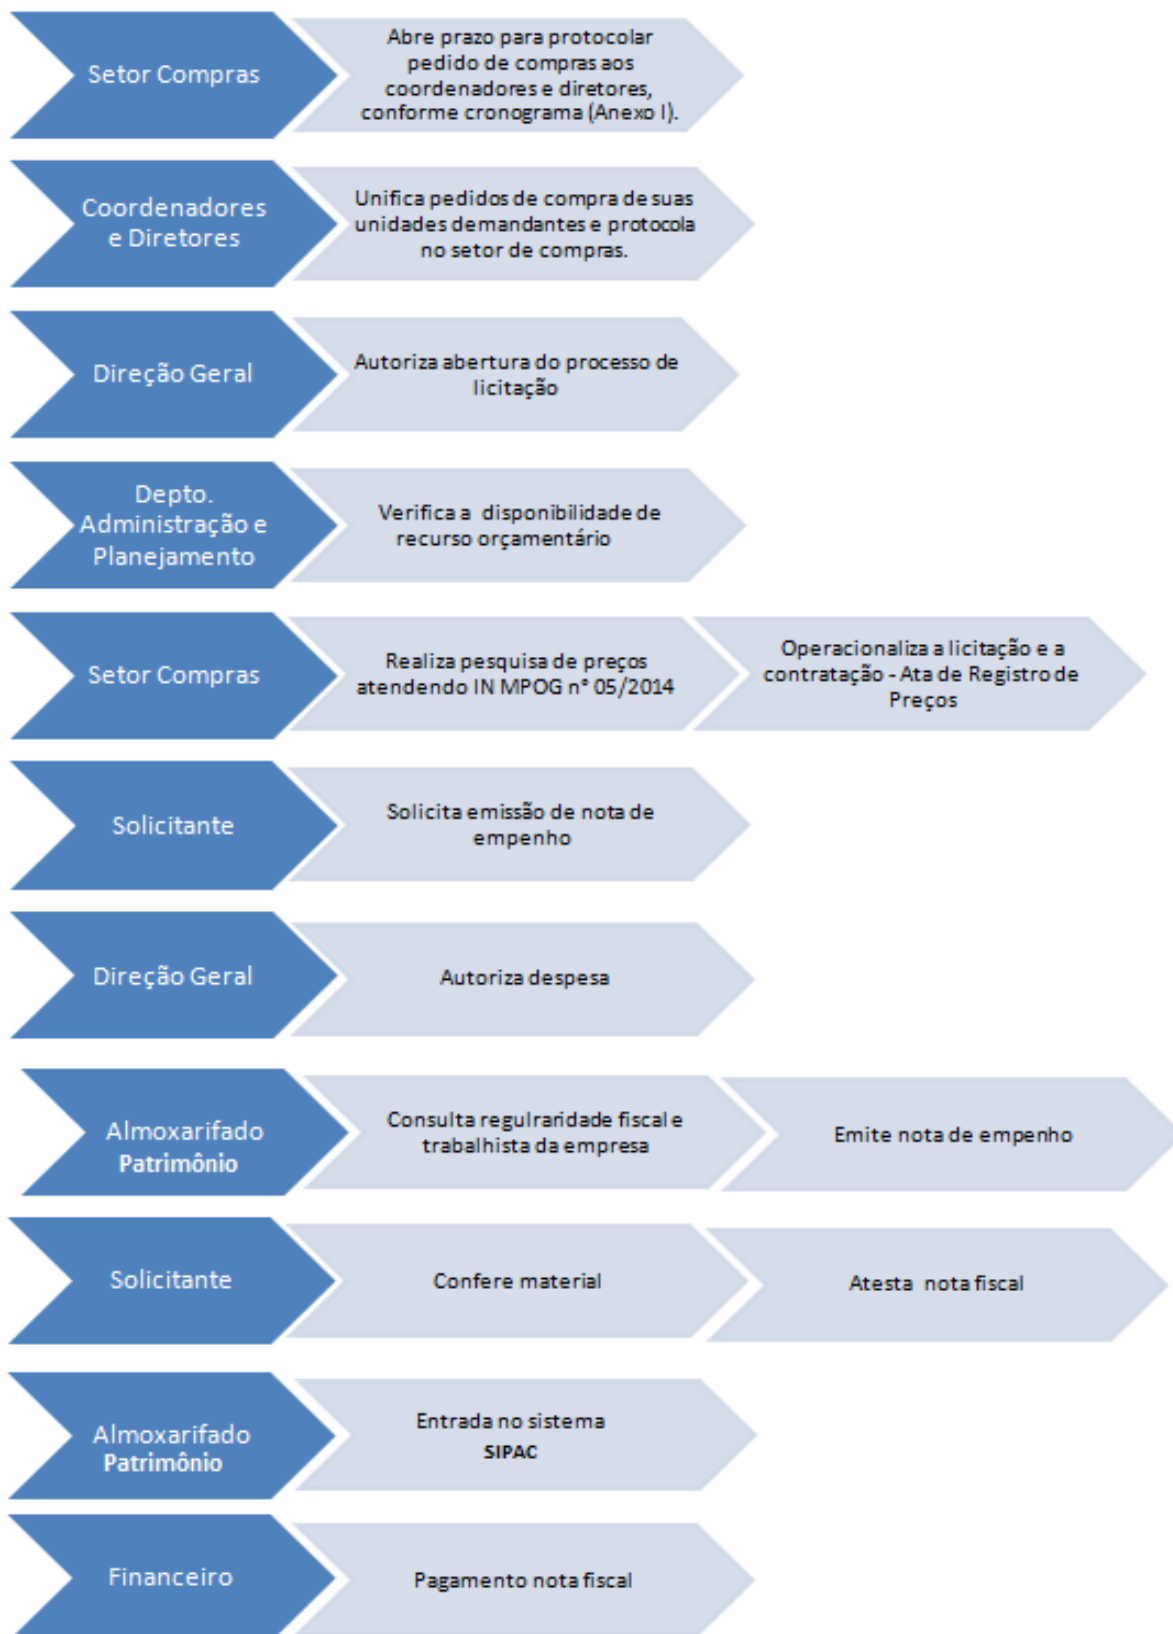 Setor Compras
Abre prazo para protocolar
pedido de compras aos
coordenadores e diretores,
conforme cronograma (Anexo I).
Coordenadores
e Diretores
Unifica pedidos de compra de suas
unidades demandantes e protocola
no setor de compras.
Direção Geral
Autoriza abertura do processo de
licitação
Depto.
Administração e
Planejamento
Verifica a disponibilidade de
recurso orçamentário
Setor Compras
Realiza pesquisa de preços
atendendo IN MPOG n° 05/2014
Operacionaliza a licitação e a
contratação - Ata de Registro de
Preços
Solicitante
Solicita emissão de nota de
empenho
Direção Geral
Autoriza despesa
Almoxarifado
Patrimônio
Consulta regulraridade fiscal e
trabalhista da empresa
Emite nota de empenho
Solicitante
Confere material
Atesta nota fiscal
Almoxarifado
Patrimônio
Entrada no sistema
SIPAC
Financeiro
Pagamento nota fiscal